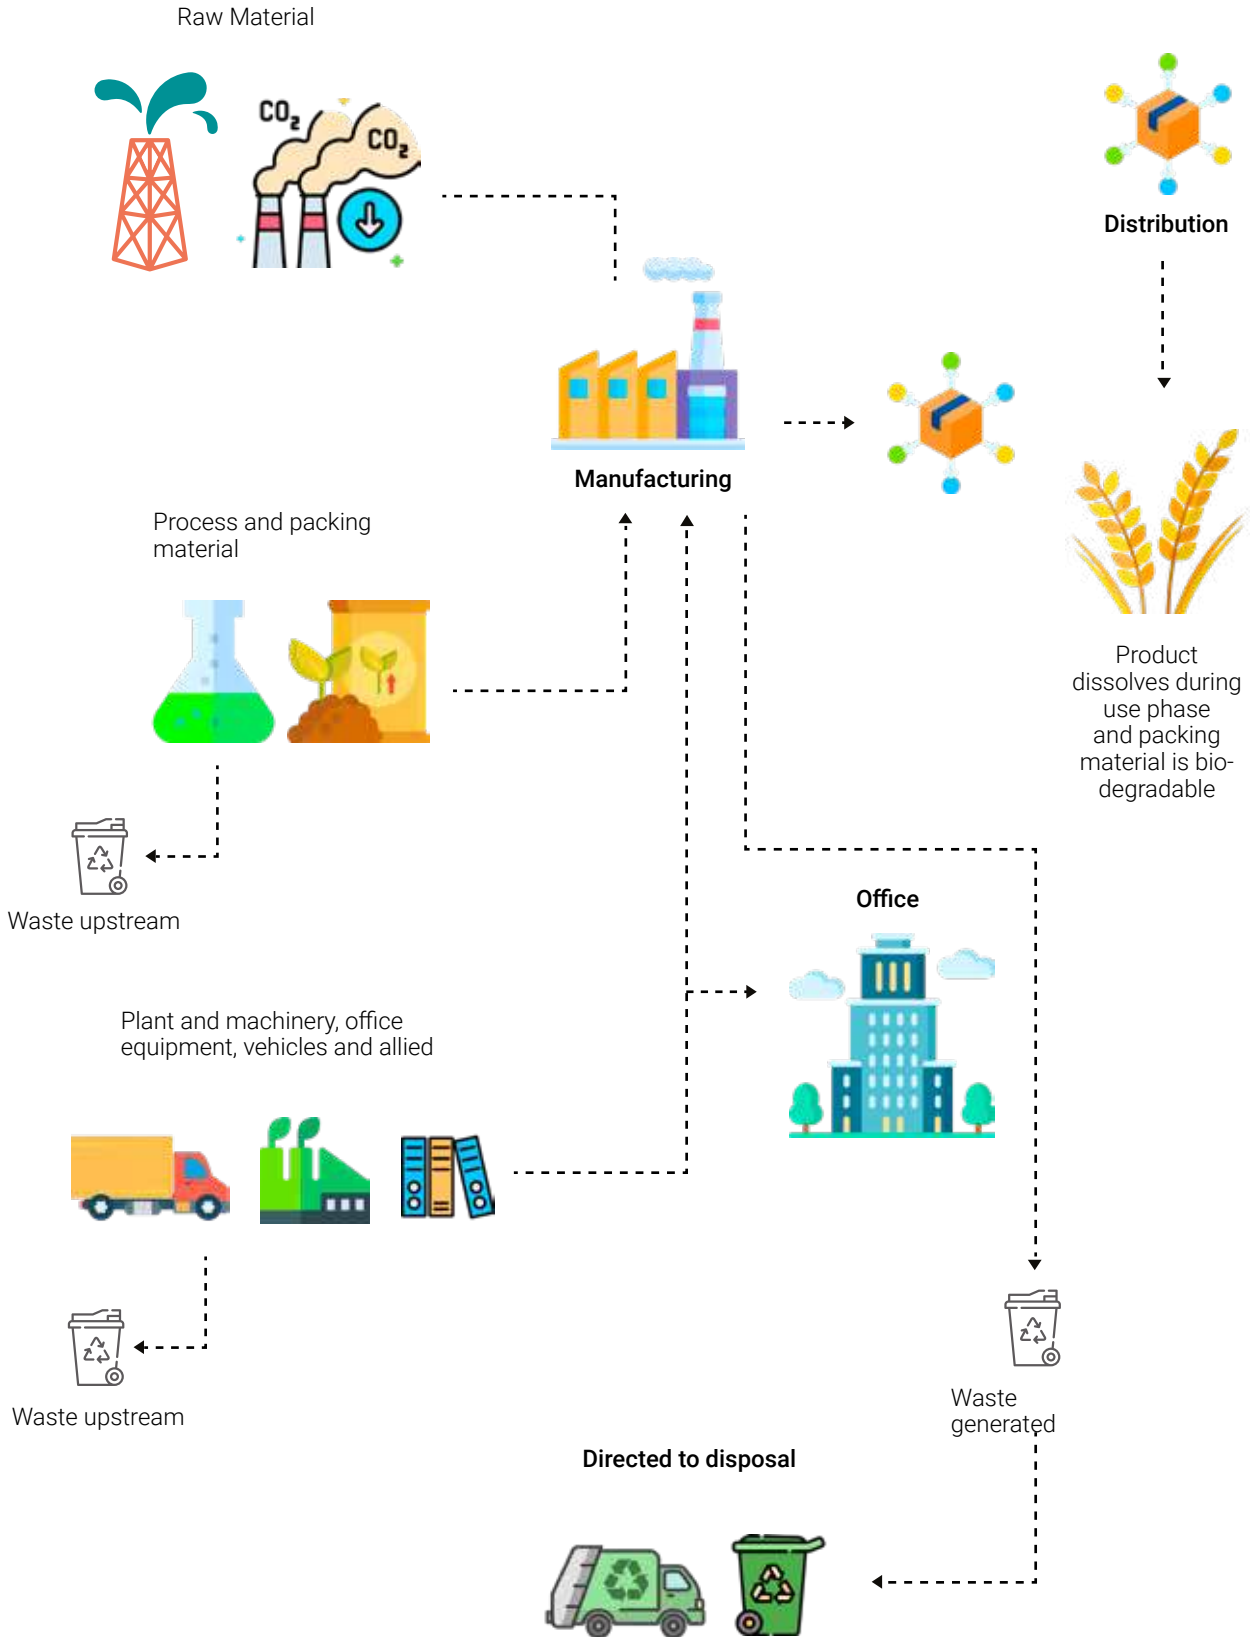 Raw Material
CO2
CO2
Distribution
Manufacturing
Process and packing
material
Product
dissolves during
use phase
and packing
material is bio-
degradable
Waste upstream
Office
Plant and machinery, office
equipment, vehicles and allied
Waste upstream
Waste
generated
Directed to disposal